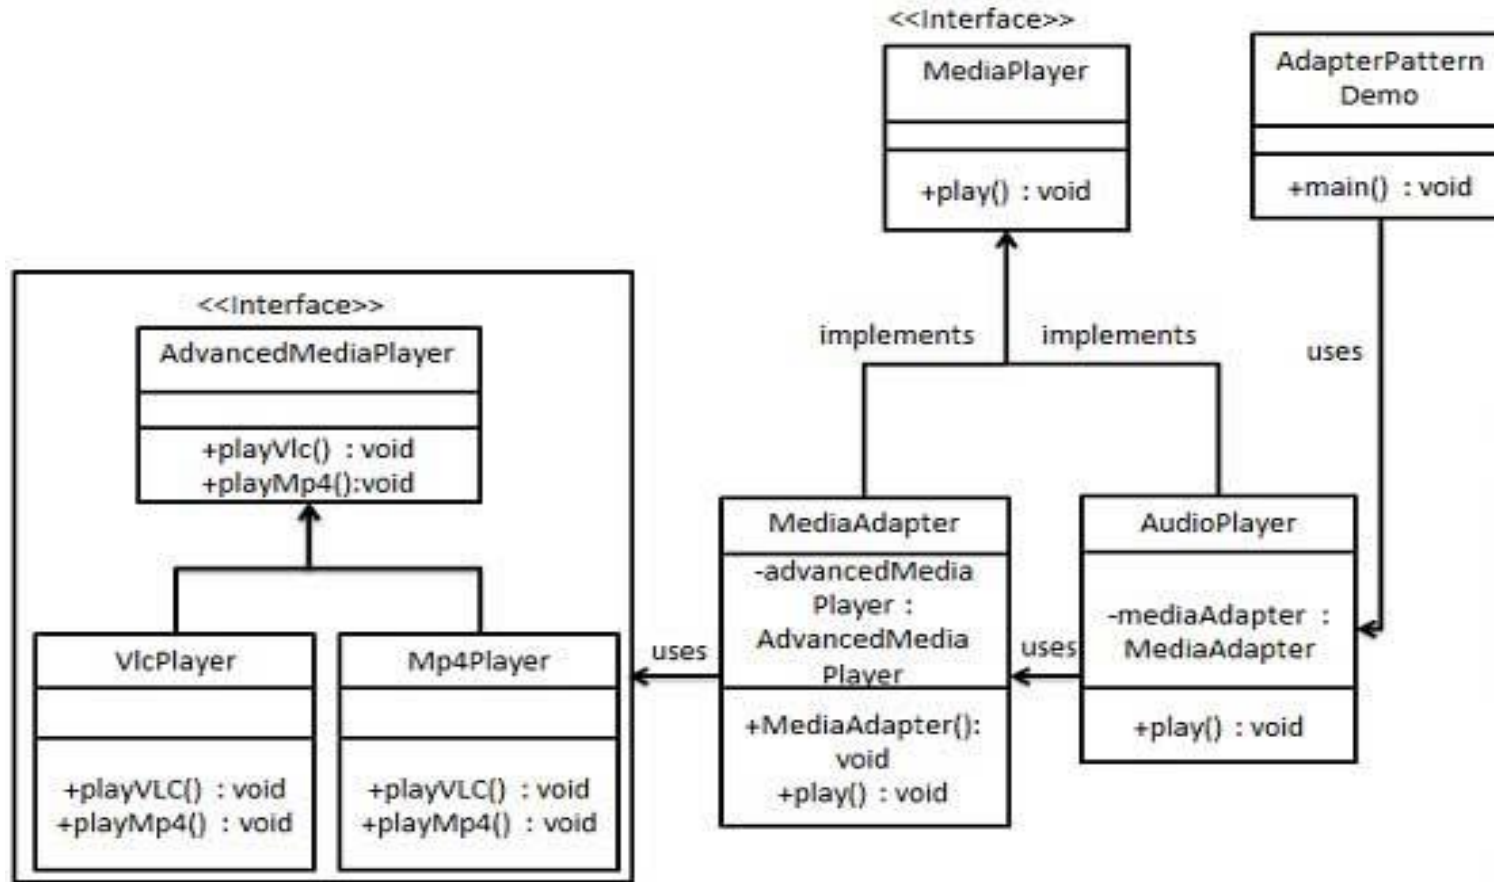 <<Interface>>
MediaPlayer
+play() : void
AdapterPattern
Demo
+main() : void
implements
implements
uses
<<Interface>>
AdvancedMediaPlayer
+playVlc() : void
+playMp4():void
VlcPlayer
+playVLC() : void
+playMp4() : void
Mp4Player
+playVLC() : void
+playMp4() : void
uses
MediaAdapter
-advancedMedia
Player :
AdvancedMedia
Player
+MediaAdapter():
void
+play() : void
uses
AudioPlayer
-mediaAdapter :
MediaAdapter
+play() : void